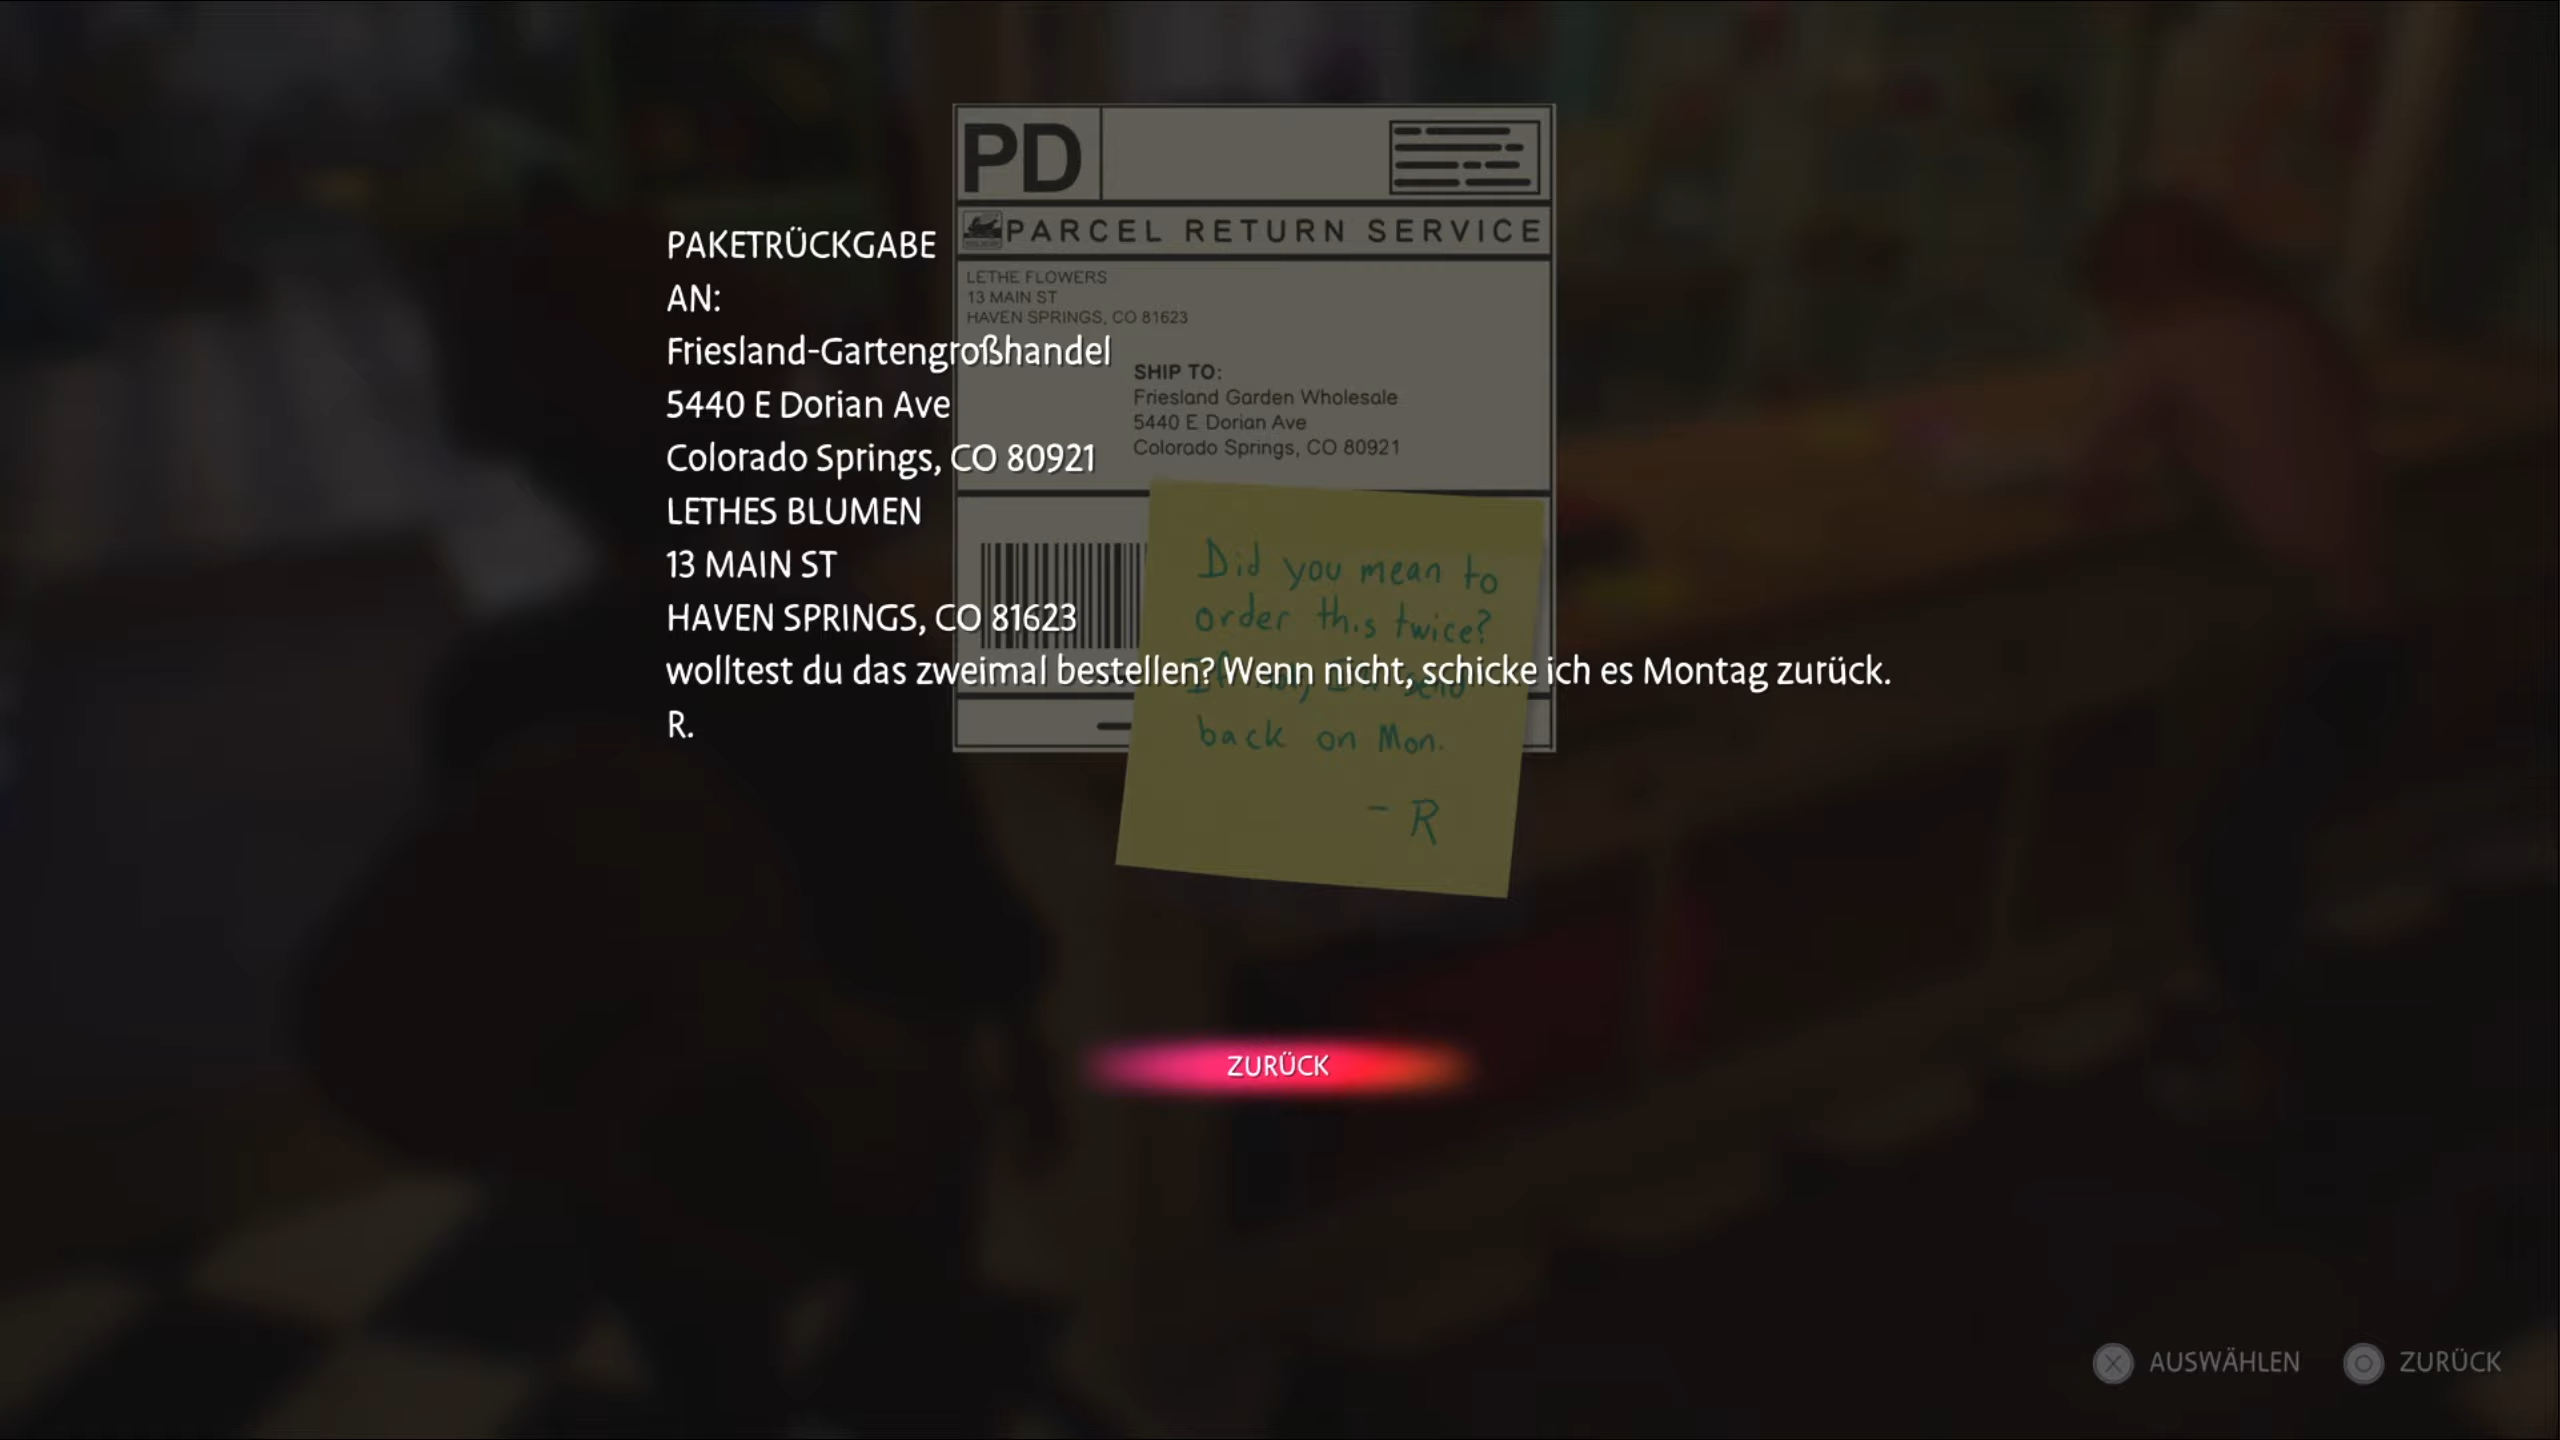 PD
PARCEL RETURN SERVICE
LETHE FLOWERS
13 MAIN ST
HAVEN SPRINGS, CO 81623
SHIP TO:
Friesland Garden Wholesale
5440 E Dorian Ave
Colorado Springs, CO 80921
Did you mean to
order this twice?
send
back on Mon.
- R
PAKETRÜCKGABE
AN:
Friesland-Gartengroßhandel
5440 E Dorian Ave
Colorado Springs, CO 80921
LETHES BLUMEN
13 MAIN ST
HAVEN SPRINGS, CO 81623
wolltest du das zweimal bestellen? Wenn nicht, schicke ich es Montag zurück.
R.
ZURÜCK
AUSWÄHLEN
ZURÜCK